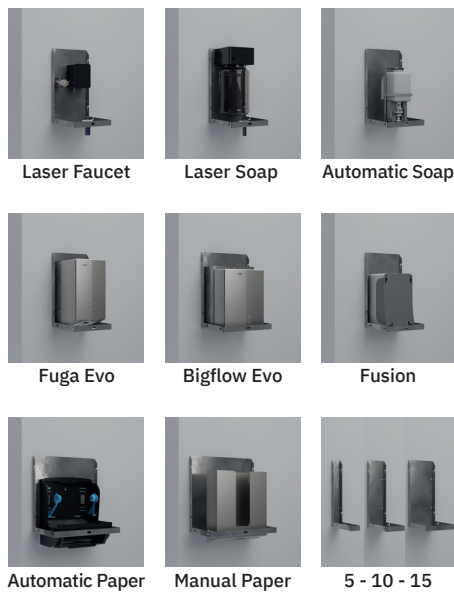 Laser Faucet
Laser Soap
Automatic Soap
Fuga Evo
Bigflow Evo
Fusion
Automatic Paper
Manual Paper
5 - 10 - 15